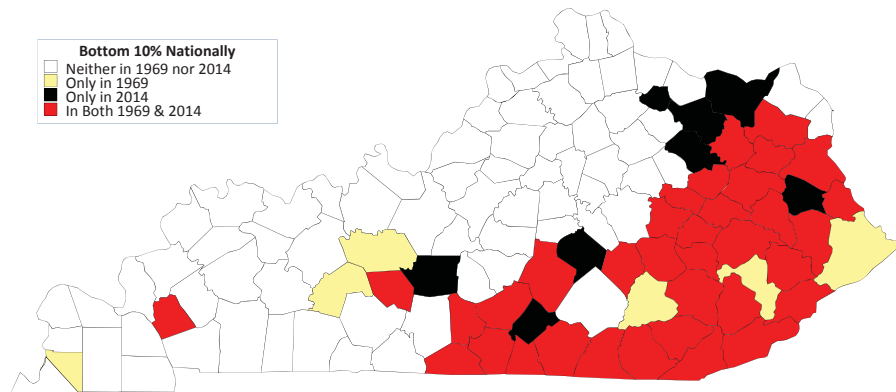 Bottom 10% Nationally
Neither in 1969 nor 2014
Only in 1969
Only in 2014
In Both 1969 & 2014